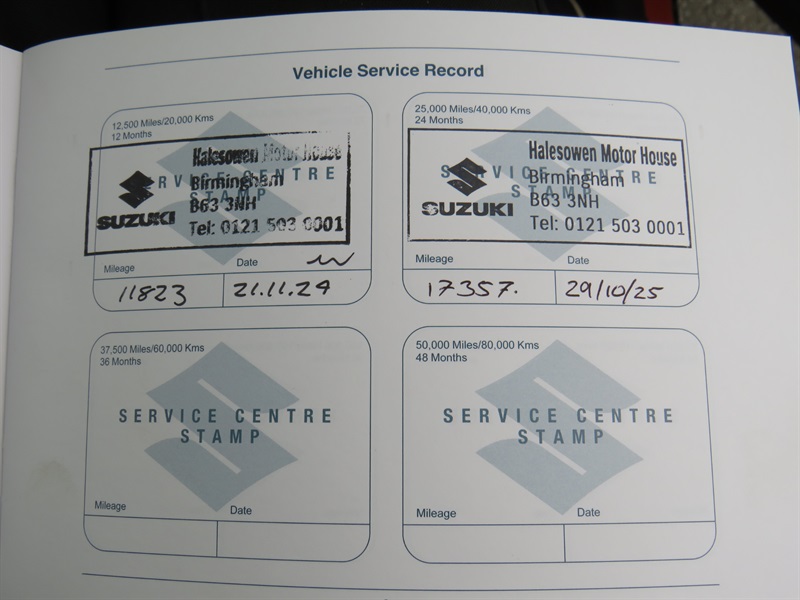 Vehicle Service Record
12,500 Miles/20,000 Kms
12 Months
SERVICE CENTRE
STAMP
Halesowen Motor House
Birmingham
B63 3NH
Tel: 0121 503 0001
SUZUKI
Mileage
Date
11823
21.11.24
25,000 Miles/40,000 Kms
24 Months
SERVICE CENTRE
STAMP
Halesowen Motor House
Birmingham
B63 3NH
Tel: 0121 503 0001
SUZUKI
Mileage
Date
17357.
29/10/25
37,500 Miles/60,000 Kms
36 Months
SERVICE CENTRE
STAMP
Mileage
Date
50,000 Miles/80,000 Kms
48 Months
SERVICE CENTRE
STAMP
Mileage
Date